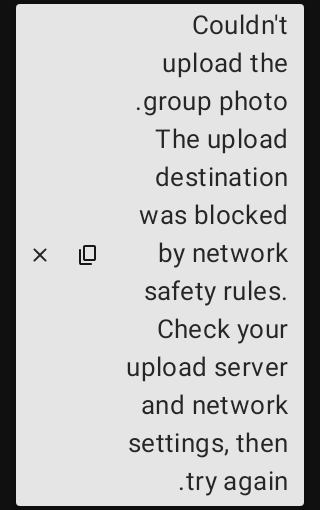 Couldn't
upload the
.group photo
The upload
destination
was blocked
by network
safety rules.
Check your
upload server
and network
settings, then
.try again